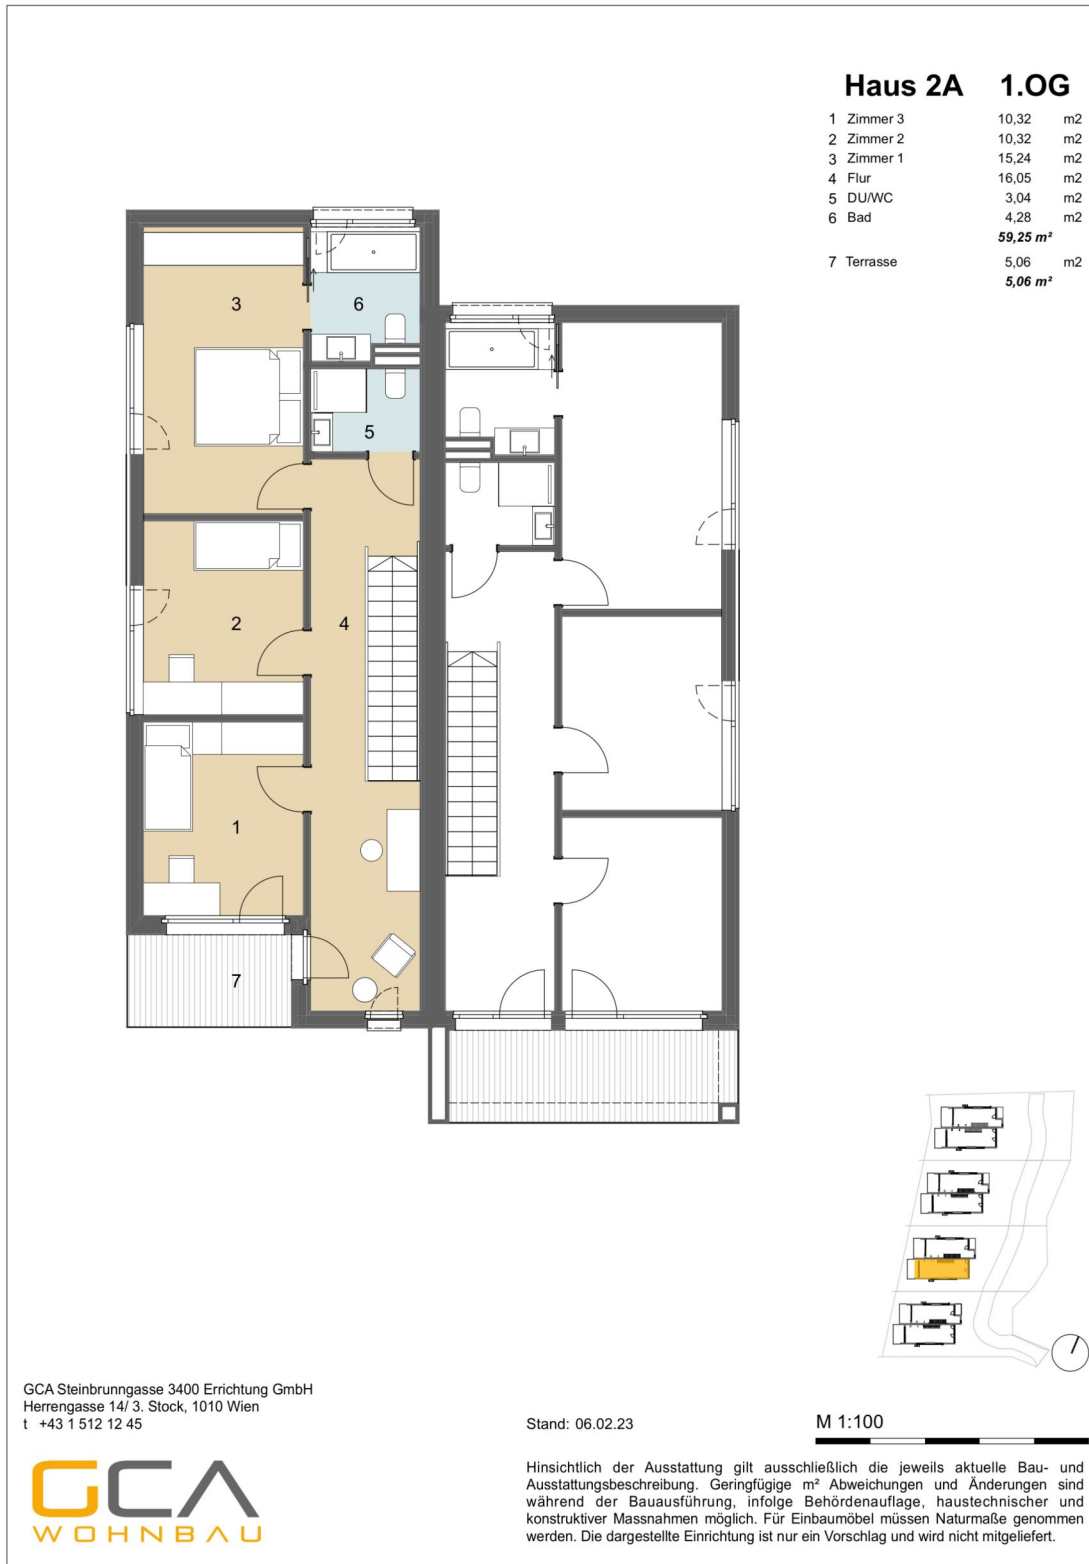 Haus 2A 1.OG
1 Zimmer 3 10,32 m2
2 Zimmer 2 10,32 m2
3 Zimmer 1 15,24 m2
4 Flur 16,05 m2
5 DU/WC 3,04 m2
6 Bad 4,28 m2
59,25 m²
7 Terrasse 5,06 m2
5,06 m²
3
6
5
2
4
1
7
GCA Steinbrunngasse 3400 Errichtung GmbH
Herrengasse 14/ 3. Stock, 1010 Wien
t +43 1 512 12 45
GCA
WOHNBAU
Stand: 06.02.23
M 1:100
Hinsichtlich der Ausstattung gilt ausschließlich die jeweils aktuelle Bau- und
Ausstattungsbeschreibung. Geringfügige m² Abweichungen und Änderungen sind
während der Bauausführung, infolge Behördenauflage, haustechnischer und
konstruktiver Massnahmen möglich. Für Einbaumöbel müssen Naturmaße genommen
werden. Die dargestellte Einrichtung ist nur ein Vorschlag und wird nicht mitgeliefert.